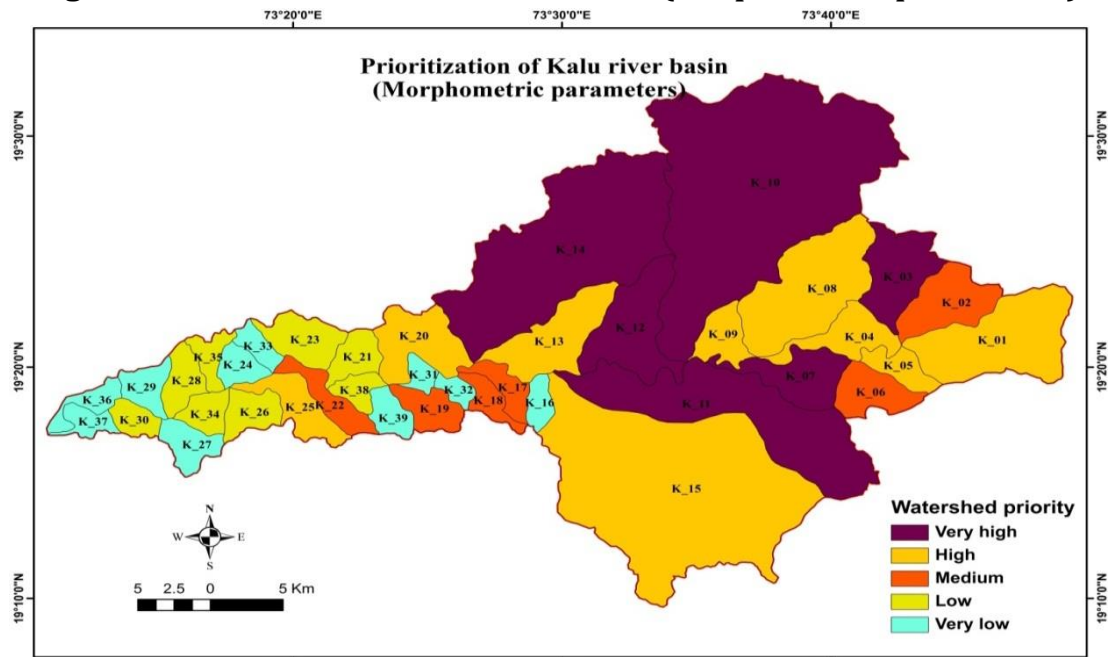 73°20'0"E 73°30'0"E 73°40'0"E
Prioritization of Kalu river basin
(Morphometric parameters)
19°30'0"N
19°30'0"N
K_10
K_14
K_03
K_08
K_02
K_12
K_20
K_09
K_04
K_13
K_01
K_33
K_23
K_35
K_21
K_24
19°20'0"N
19°20'0"N
K_05
K_31
K_07
K_29
K_28
K_36
K_38
K_32
K_17
K_06
K_37
K_30
K_34
K_26
K_25
K_22
K_39
K_19
K_18
K_16
K_11
K_27
K_15
N
W E
S
5 2.5 0 5 Km
Watershed priority
Very high
High
Medium
Low
Very low
19°10'0"N
19°10'0"N